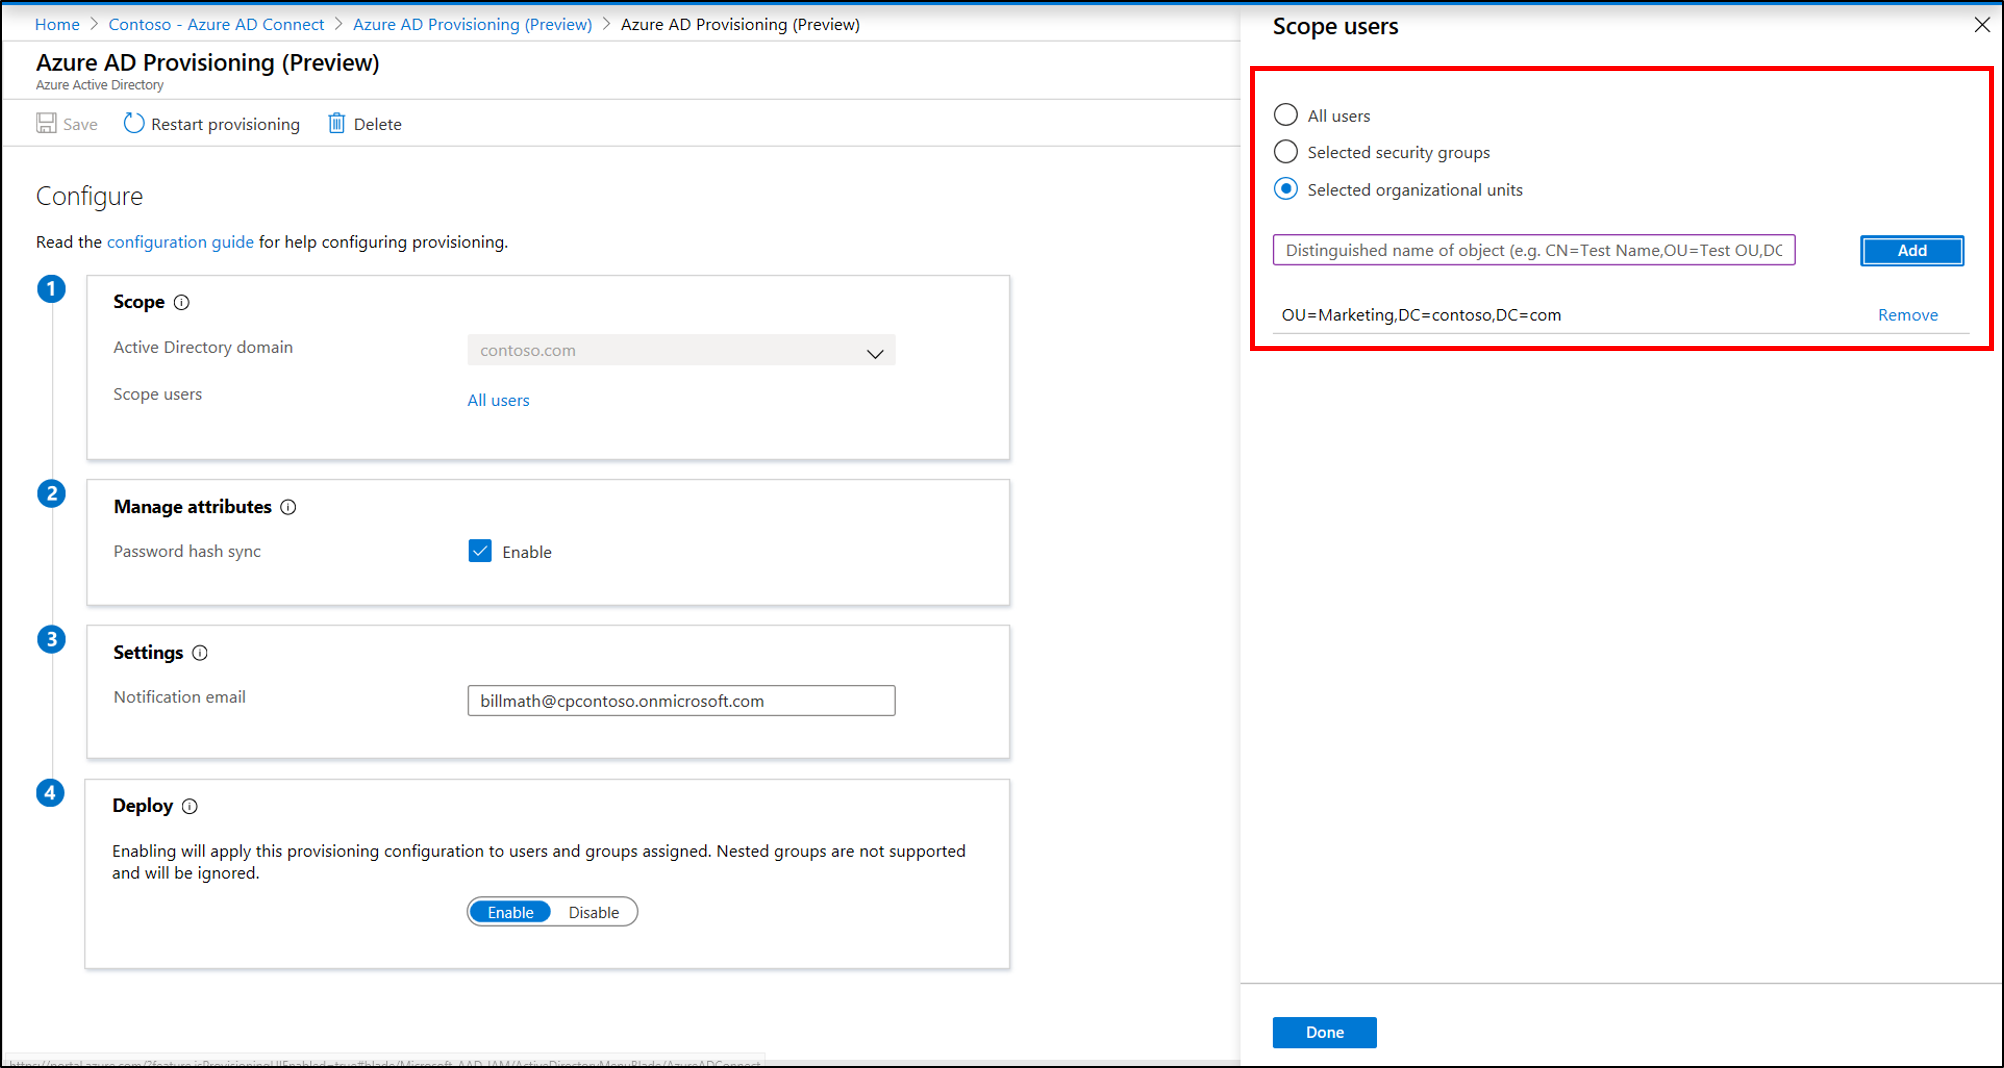 Home > Contoso - Azure AD Connect > Azure AD Provisioning (Preview) > Azure AD Provisioning (Preview)
Azure AD Provisioning (Preview)
Azure Active Directory
Save Restart provisioning Delete
Configure
Read the configuration guide for help configuring provisioning.
1
Scope
Active Directory domain
contoso.com
Scope users
All users
2
Manage attributes
Password hash sync
Enable
3
Settings
Notification email
billmath@cpcontoso.onmicrosoft.com
4
Deploy
Enabling will apply this provisioning configuration to users and groups assigned. Nested groups are not supported
and will be ignored.
Enable Disable
Scope users
All users
Selected security groups
Selected organizational units
Distinguished name of object (e.g. CN=Test Name,OU=Test OU,DC
Add
OU=Marketing,DC=contoso,DC=com
Remove
Done